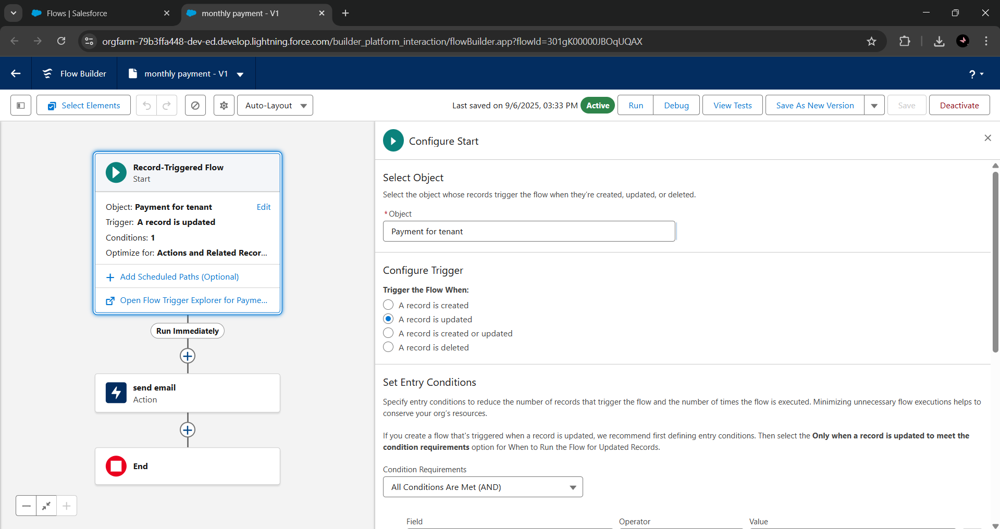 Flows | Salesforce
monthly payment - V1
orgfarm-79b3ffa448-dev-ed.develop.lightning.force.com/builder_platform_interaction/flowBuilder.app?flowId=301gK00000JBOqUQAX
Flow Builder
monthly payment - V1
?
Select Elements
Auto-Layout
Last saved on 9/6/2025, 03:33 PM
Active
Run
Debug
View Tests
Save As New Version
Save
Deactivate
Record-Triggered Flow
Start
Object: Payment for tenant
Edit
Trigger: A record is updated
Conditions: 1
Optimize for: Actions and Related Recor...
Add Scheduled Paths (Optional)
Open Flow Trigger Explorer for Payme...
Run Immediately
send email
Action
End
Configure Start
Select Object
Select the object whose records trigger the flow when they're created, updated, or deleted.
*Object
Payment for tenant
Configure Trigger
Trigger the Flow When:
A record is created
A record is updated
A record is created or updated
A record is deleted
Set Entry Conditions
Specify entry conditions to reduce the number of records that trigger the flow and the number of times the flow is executed. Minimizing unnecessary flow executions helps to
conserve your org's resources.
If you create a flow that's triggered when a record is updated, we recommend first defining entry conditions. Then select the Only when a record is updated to meet the
condition requirements option for When to Run the Flow for Updated Records.
Condition Requirements
All Conditions Are Met (AND)
Field
Operator
Value